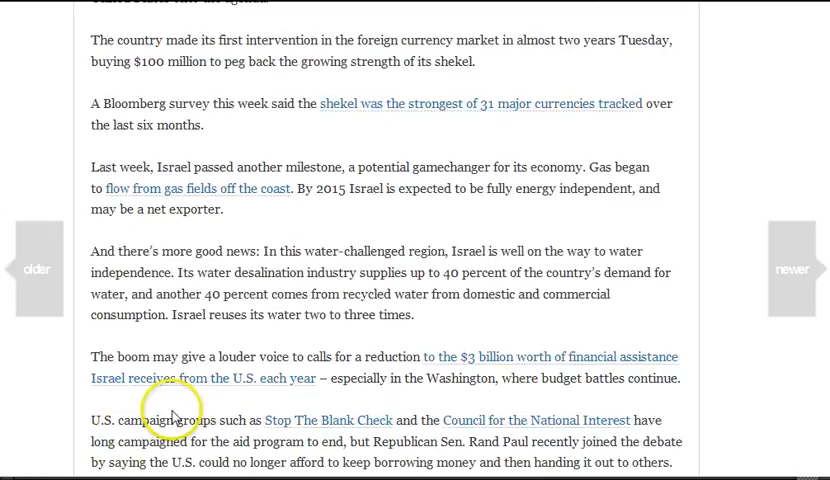 The country made its first intervention in the foreign currency market in almost two years Tuesday,
buying $100 million to peg back the growing strength of its shekel.
A Bloomberg survey this week said the shekel was the strongest of 31 major currencies tracked over
the last six months.
Last week, Israel passed another milestone, a potential gamechanger for its economy. Gas began
to flow from gas fields off the coast. By 2015 Israel is expected to be fully energy independent, and
may be a net exporter.
older
newer
And there's more good news: In this water-challenged region, Israel is well on the way to water
independence. Its water desalination industry supplies up to 40 percent of the country's demand for
water, and another 40 percent comes from recycled water from domestic and commercial
consumption. Israel reuses its water two to three times.
The boom may give a louder voice to calls for a reduction to the $3 billion worth of financial assistance
Israel receives from the U.S. each year – especially in the Washington, where budget battles continue.
U.S. campaign groups such as Stop The Blank Check and the Council for the National Interest have
long campaigned for the aid program to end, but Republican Sen. Rand Paul recently joined the debate
by saying the U.S. could no longer afford to keep borrowing money and then handing it out to others.